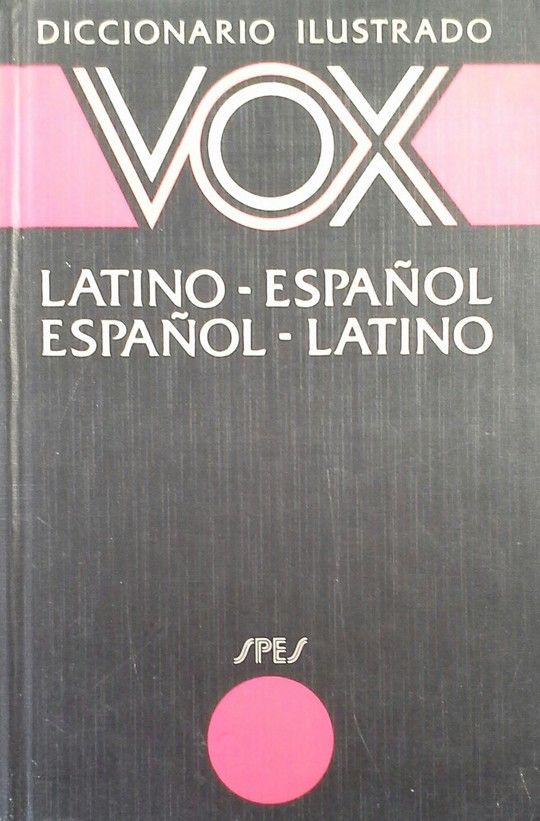 DICCIONARIO ILUSTRADO
VOX
LATINO - ESPAÑOL
ESPAÑOL - LATINO
SPES